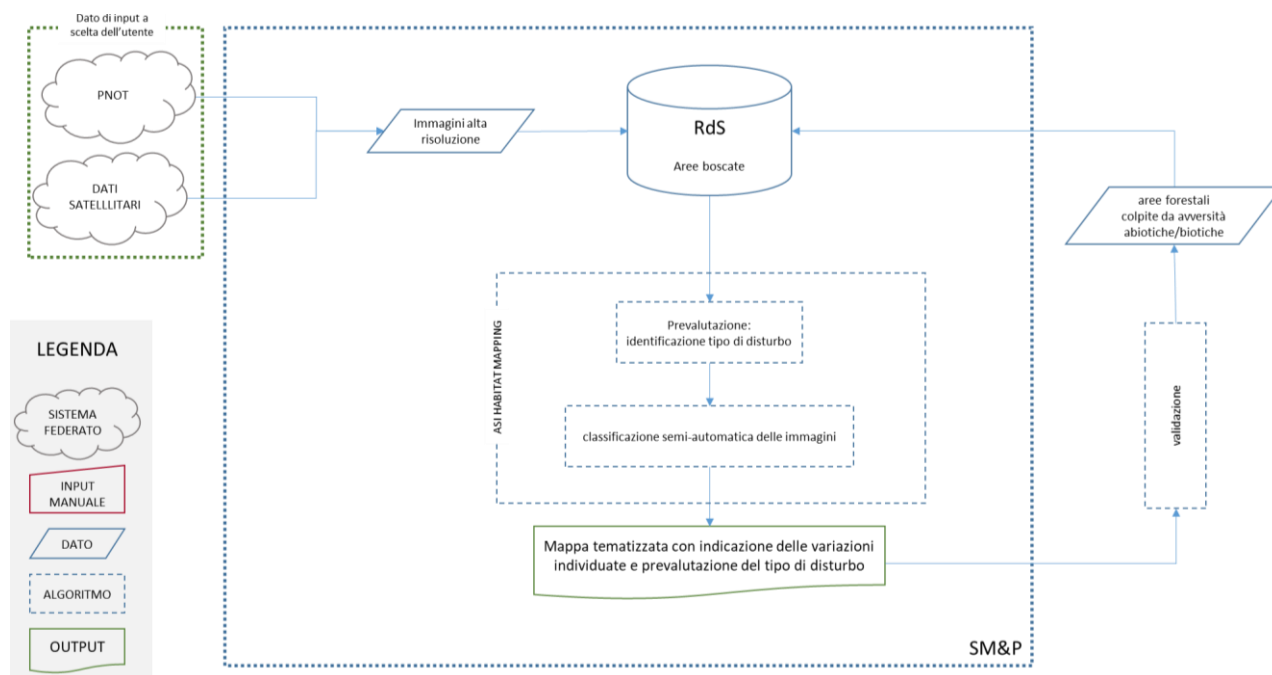 Dato di input a
scelta dell'utente
PNOT
DATI
SATELLLITARI
Immagini alta
risoluzione
RdS
Aree boscate
aree forestali
colpite da avversità
abiotiche/biotiche
ASI HABITAT MAPPING
Prevalutazione:
identificazione tipo di disturbo
classificazione semi-automatica delle immagini
validazione
Mappa tematizzata con indicazione delle variazioni
individuate e prevalutazione del tipo di disturbo
SM&P
LEGENDA
SISTEMA
FEDERATO
INPUT
MANUALE
DATO
ALGORITMO
OUTPUT